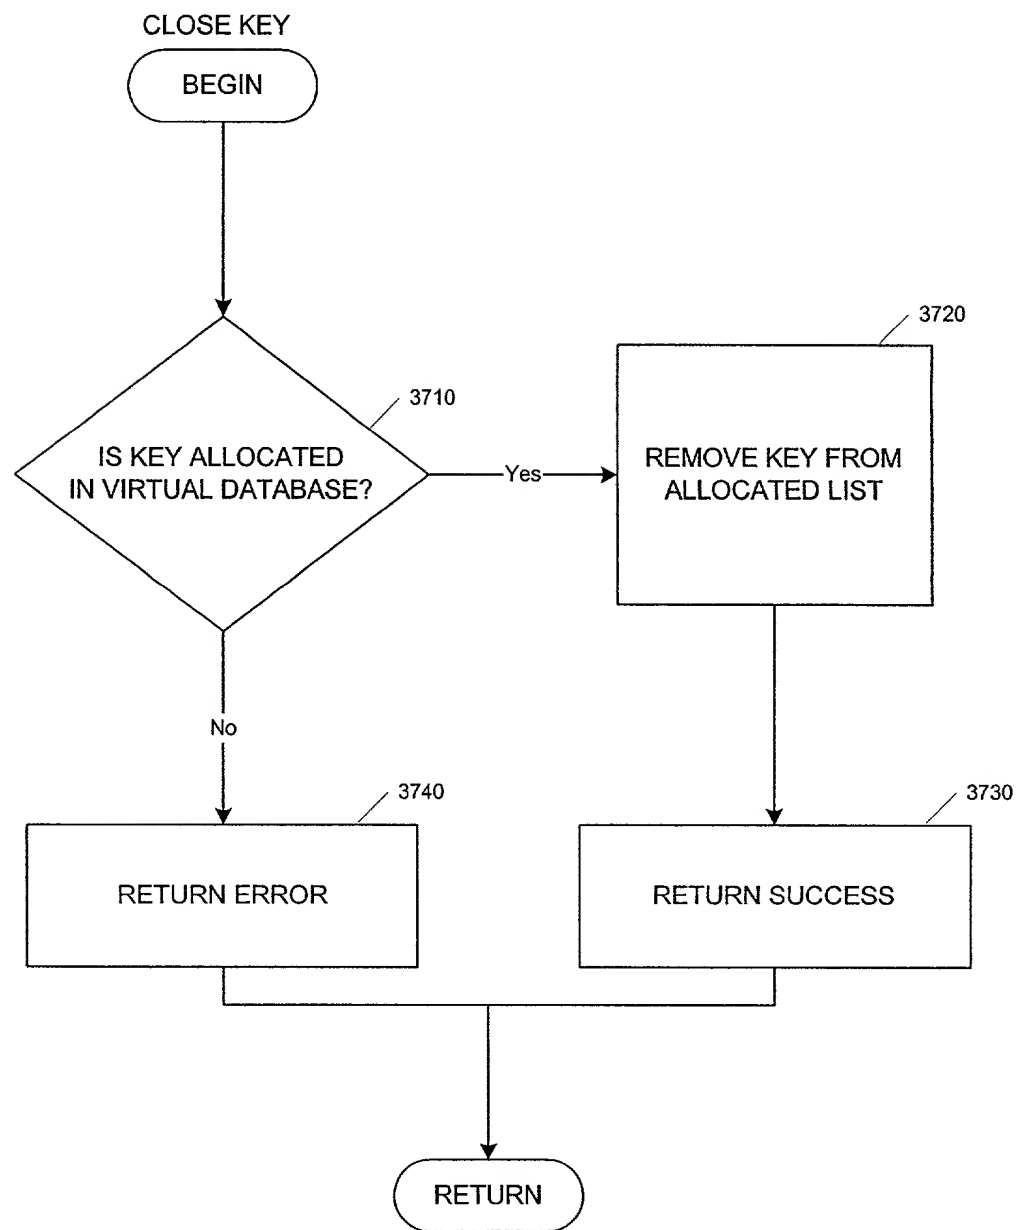 CLOSE KEY
BEGIN
3710
IS KEY ALLOCATED
IN VIRTUAL DATABASE?
Yes
3720
REMOVE KEY FROM
ALLOCATED LIST
No
3740
RETURN ERROR
3730
RETURN SUCCESS
RETURN